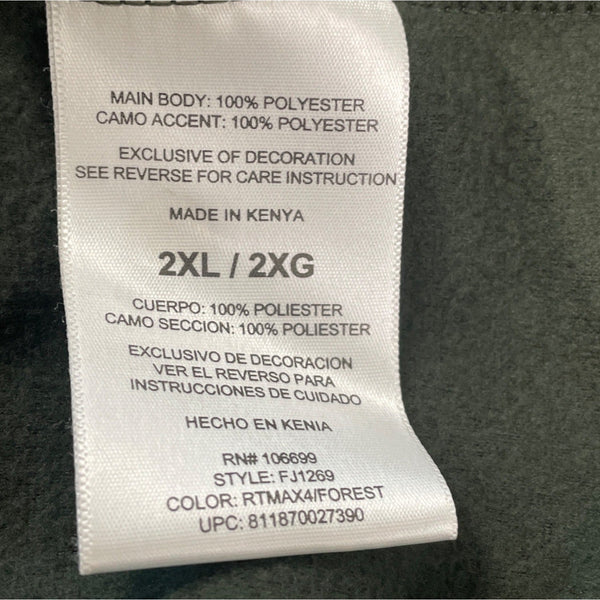 MAIN BODY: 100% POLYESTER
CAMO ACCENT: 100% POLYESTER
EXCLUSIVE OF DECORATION
SEE REVERSE FOR CARE INSTRUCTION
MADE IN KENYA
2XL / 2XG
CUERPO: 100% POLIESTER
CAMO SECCION: 100% POLIESTER
EXCLUSIVO DE DECORACION
VER EL REVERSO PARA
INSTRUCCIONES DE CUIDADO
HECHO EN KENIA
RN# 106699
STYLE: FJ1269
COLOR: RTMAX4/FOREST
UPC: 811870027390